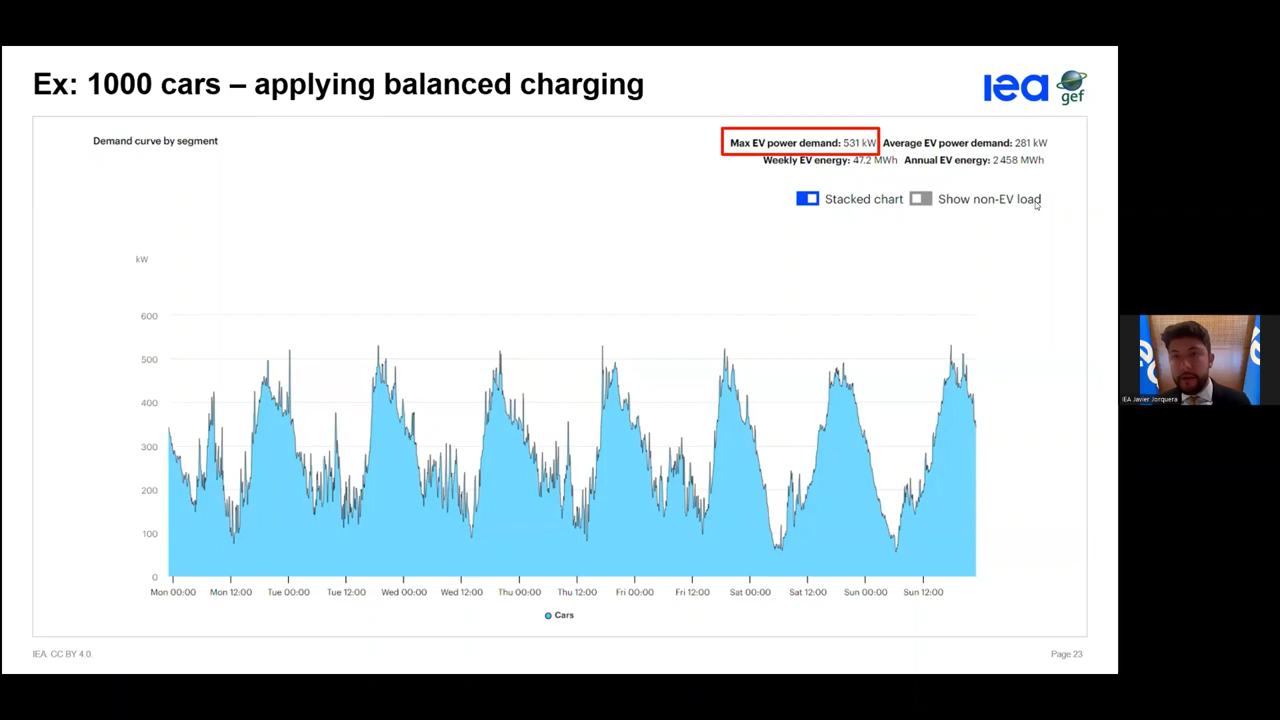 Ex: 1000 cars – applying balanced charging
iea
gef
Demand curve by segment
Max EV power demand: 531 kW Average EV power demand: 281 kW
Weekly EV energy: 47.2 MWh Annual EV energy: 2 458 MWh
Stacked chart Show non-EV load
kW
600
500
400
300
200
100
0
Mon 00:00 Mon 12:00 Tue 00:00 Tue 12:00 Wed 00:00 Wed 12:00 Thu 00:00 Thu 12:00 Fri 00:00 Fri 12:00 Sat 00:00 Sat 12:00 Sun 00:00 Sun 12:00
Cars
IEA Javier Jorquera
IEA. CC BY 4.0.
Page 23